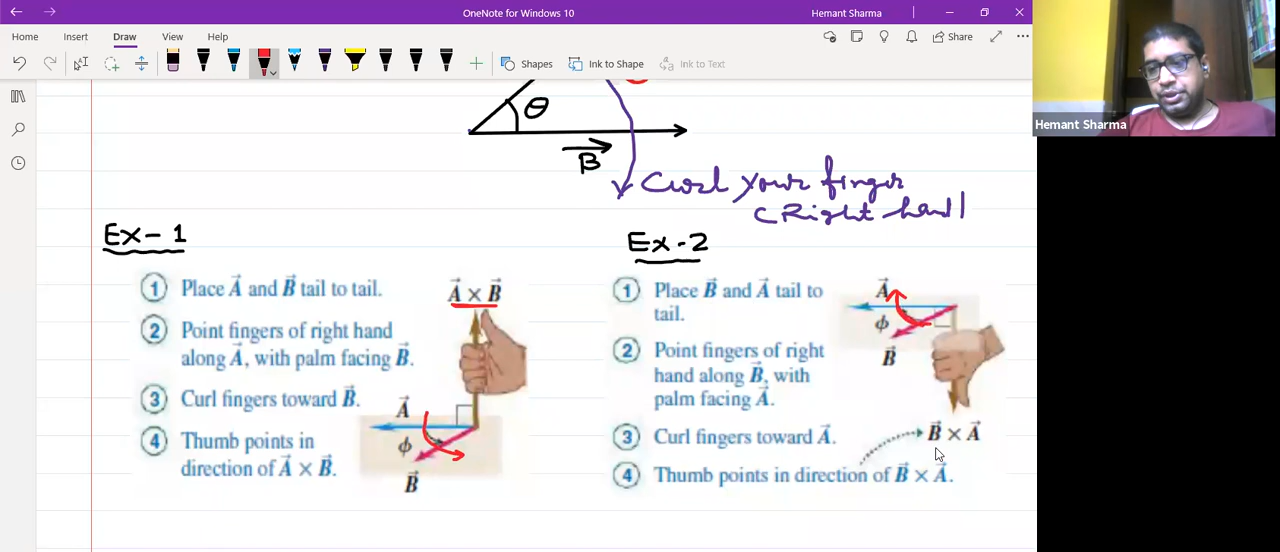 OneNote for Windows 10
Hemant Sharma
Home
Insert
Draw
View
Help
Share
Shapes
Ink to Shape
Ink to Text
Hemant Sharma
θ
B
Curl your finger
(Right hand)
Ex-1
1 Place A⃗ and B⃗ tail to tail.
2 Point fingers of right hand
along A⃗, with palm facing B⃗.
3 Curl fingers toward B⃗.
4 Thumb points in
direction of A⃗ × B⃗.
A⃗ × B⃗
A⃗
ϕ
B⃗
Ex-2
1 Place B⃗ and A⃗ tail to
tail.
2 Point fingers of right
hand along B⃗, with
palm facing A⃗.
3 Curl fingers toward A⃗.
4 Thumb points in direction of B⃗ × A⃗.
A⃗
ϕ
B⃗
B⃗ × A⃗